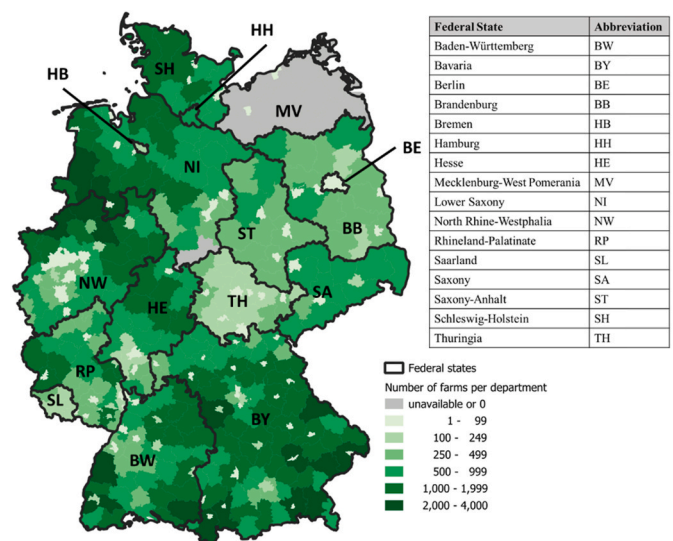 HH
SH
HB
MV
NI
BE
ST
BB
NW
SA
TH
HE
RP
SL
BY
BW
Federal State Abbreviation
Baden-Württemberg BW
Bavaria BY
Berlin BE
Brandenburg BB
Bremen HB
Hamburg HH
Hesse HE
Mecklenburg-West Pomerania MV
Lower Saxony NI
North Rhine-Westphalia NW
Rhineland-Palatinate RP
Saarland SL
Saxony SA
Saxony-Anhalt ST
Schleswig-Holstein SH
Thuringia TH
Federal states
Number of farms per department
unavailable or 0
1 - 99
100 - 249
250 - 499
500 - 999
1,000 - 1,999
2,000 - 4,000